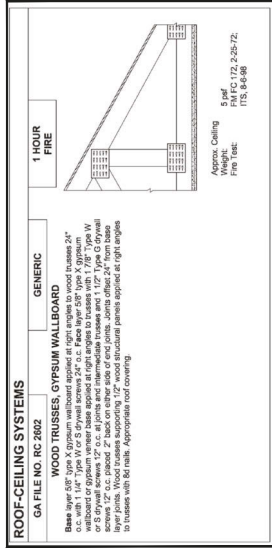 ROOF-CEILING SYSTEMS
GA FILE NO. RC 2602
GENERIC
1 HOUR
FIRE
WOOD TRUSSES, GYPSUM WALLBOARD
Base layer 5/8" type X gypsum wallboard applied at right angles to wood trusses 24"
o.c. with 1 1/4" Type W or S drywall screws 24" o.c. Face layer 5/8" type X gypsum
wallboard or gypsum veneer base applied at right angles to trusses with 1 7/8" Type W
or S drywall screws 12" o.c. at joints and intermediate trusses and 1 1/2" Type G drywall
screws 12" o.c. placed 2" back on either side of end joints. Joints offset 24" from base
layer joints. Wood trusses supporting 1/2" wood structural panels applied at right angles
to trusses with 8d nails. Appropriate roof covering.
Approx. Ceiling
Weight: 5 psf
Fire Test: FM FC 172, 2-25-72;
ITS, 8-6-98